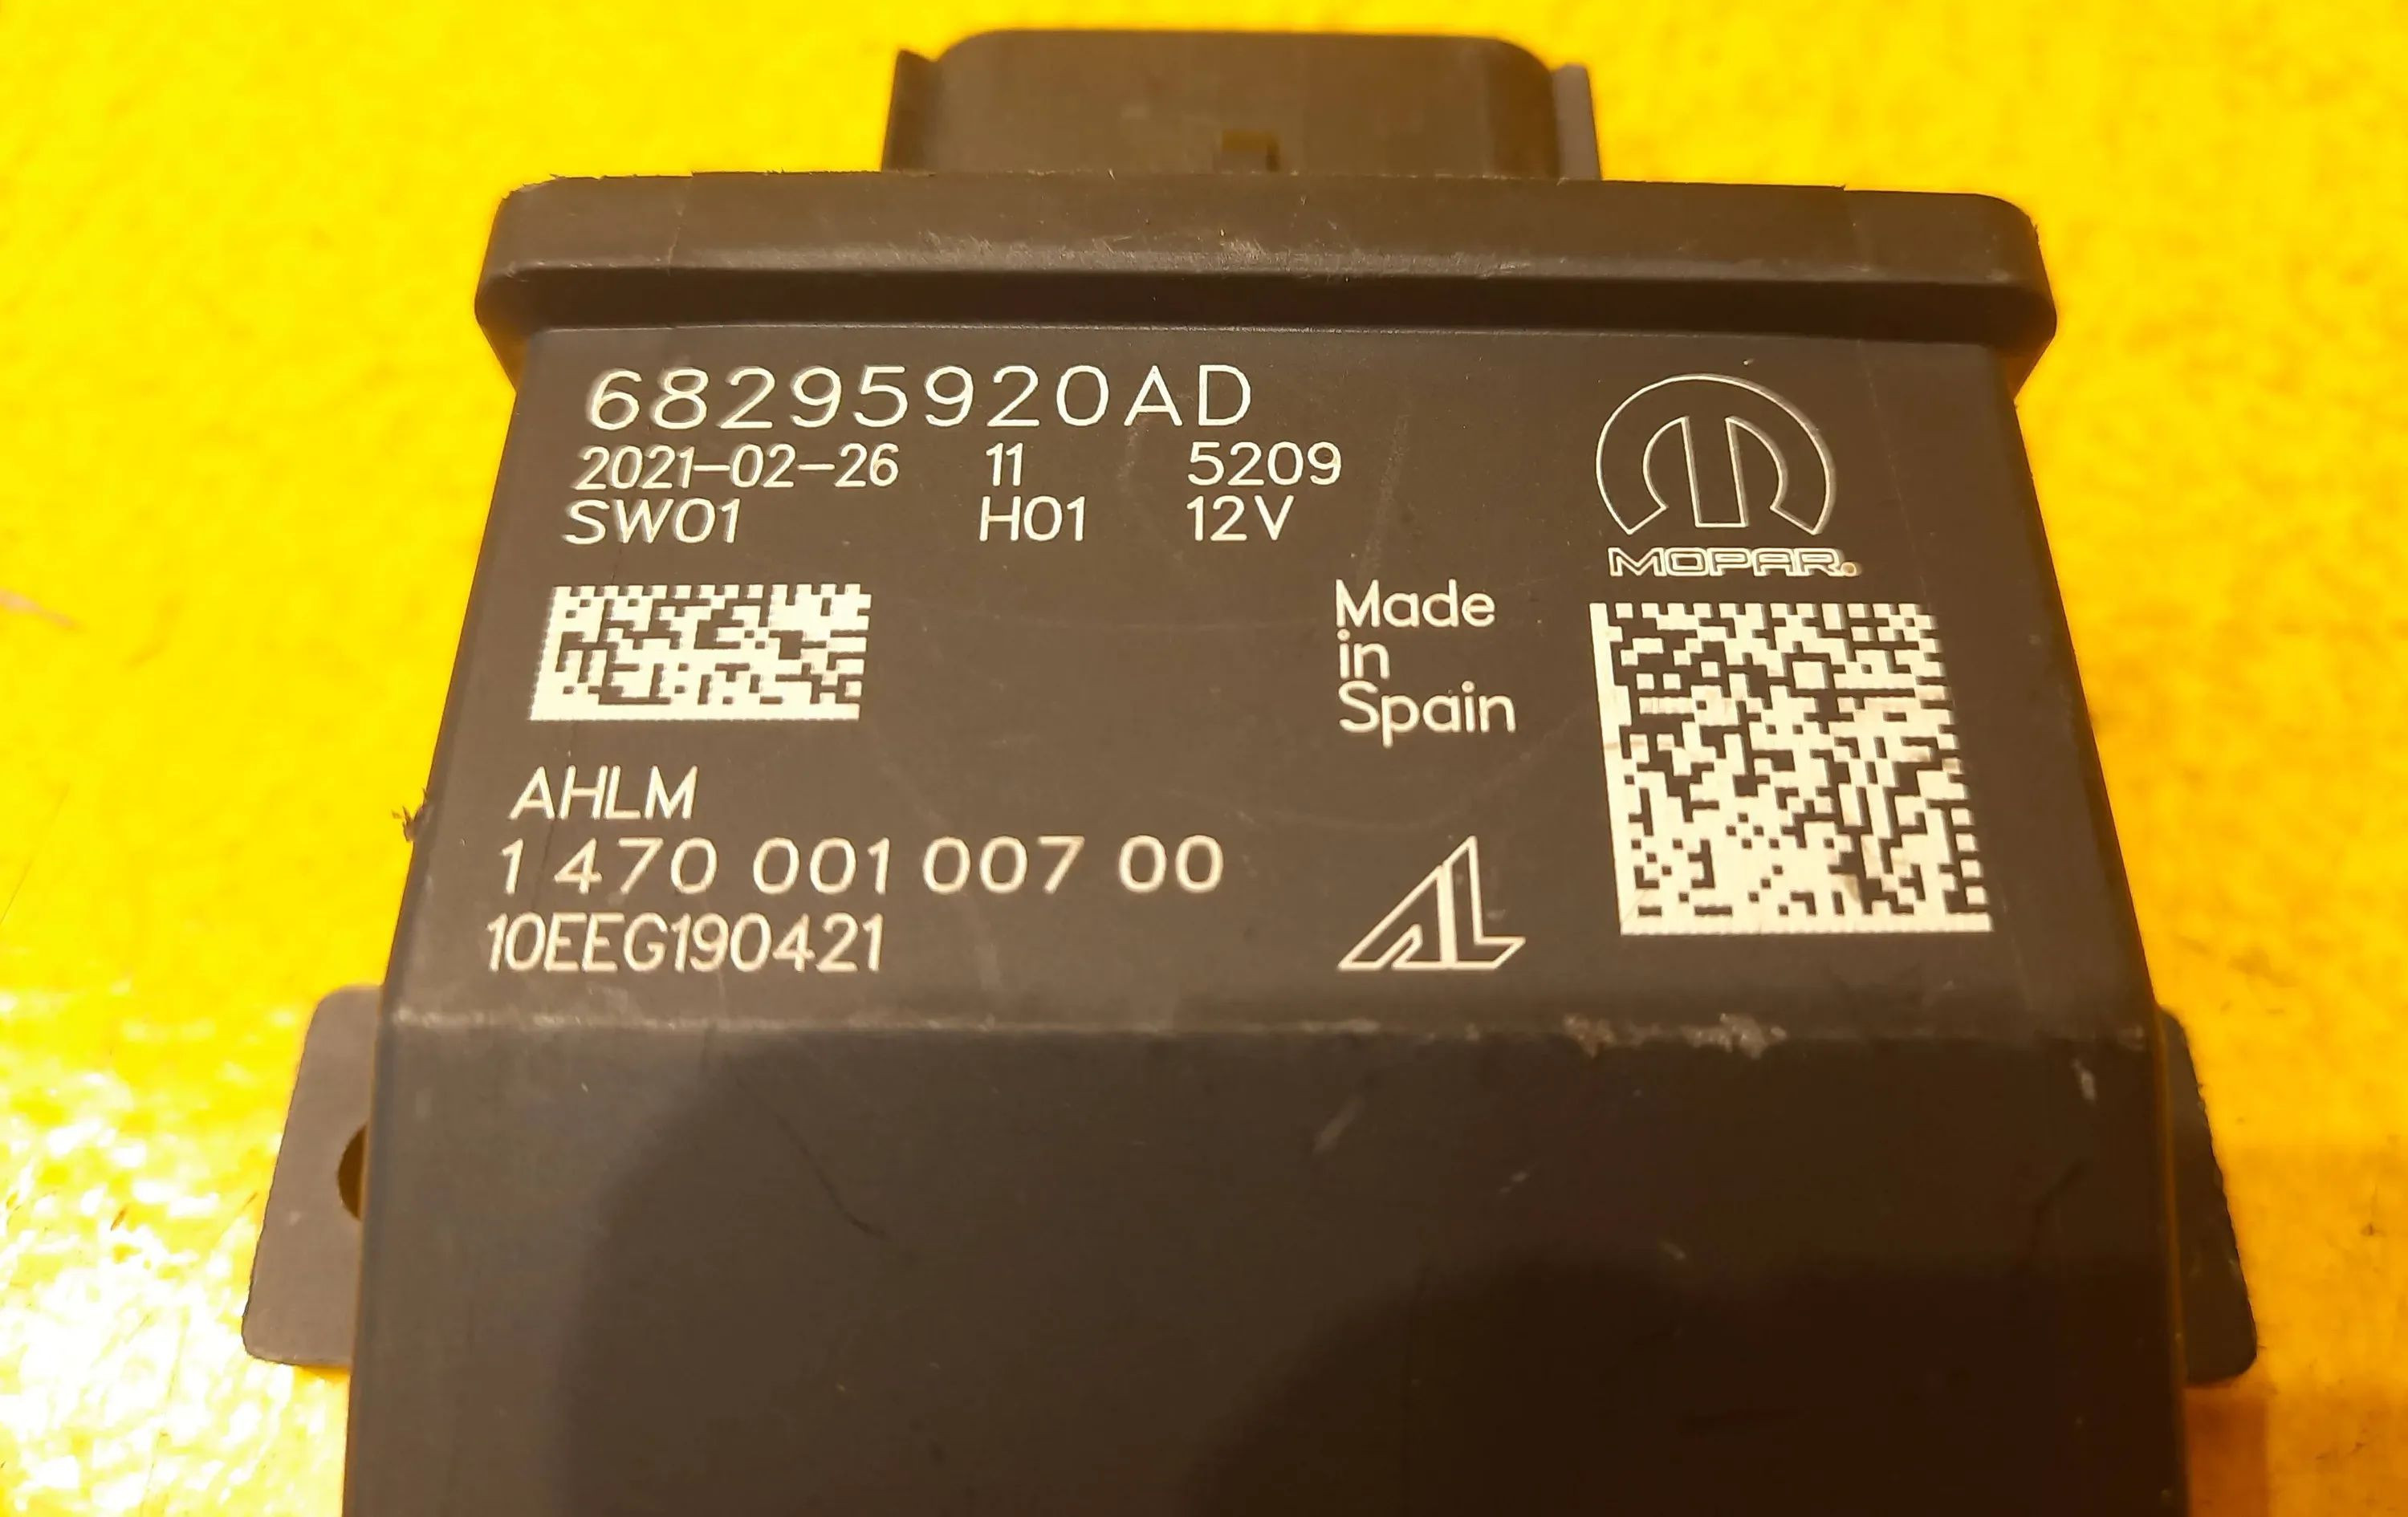 68295920AD
2021-02-26 11 5209
SW01 H01 12V
MOPAR.
Made
in
Spain
AHLM
1 470 001 007 00
10EEG190421
AL